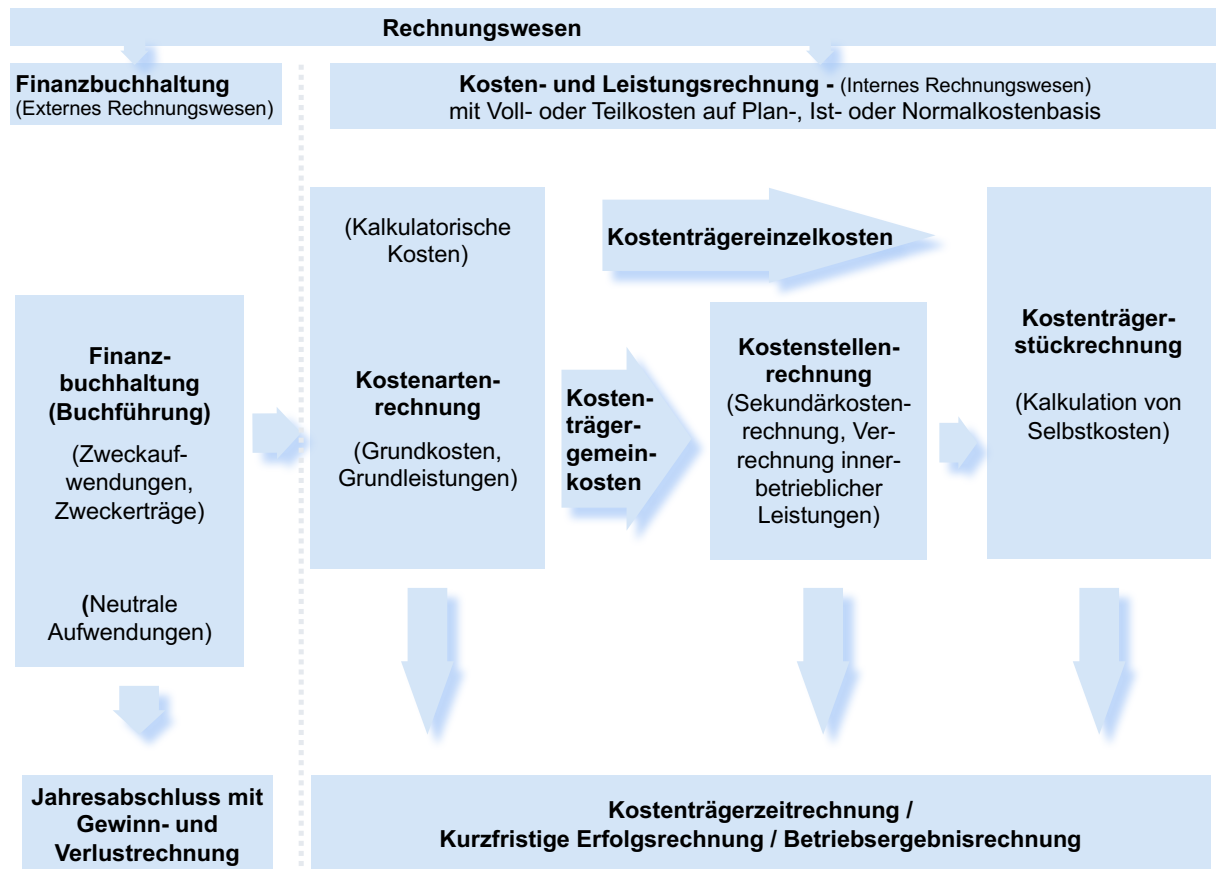 Rechnungswesen
Finanzbuchhaltung
(Externes Rechnungswesen)
Kosten- und Leistungsrechnung - (Internes Rechnungswesen)
mit Voll- oder Teilkosten auf Plan-, Ist- oder Normalkostenbasis
Finanz-
buchhaltung
(Buchführung)
(Zweckauf-
wendungen,
Zweckerträge)
(Neutrale
Aufwendungen)
(Kalkulatorische
Kosten)
Kostenarten-
rechnung
(Grundkosten,
Grundleistungen)
Kostenträgereinzelkosten
Kosten-
träger-
gemein-
kosten
Kostenstellen-
rechnung
(Sekundärkosten-
rechnung, Ver-
rechnung inner-
betrieblicher
Leistungen)
Kostenträger-
stückrechnung
(Kalkulation von
Selbstkosten)
Jahresabschluss mit
Gewinn- und
Verlustrechnung
Kostenträgerzeitrechnung /
Kurzfristige Erfolgsrechnung / Betriebsergebnisrechnung